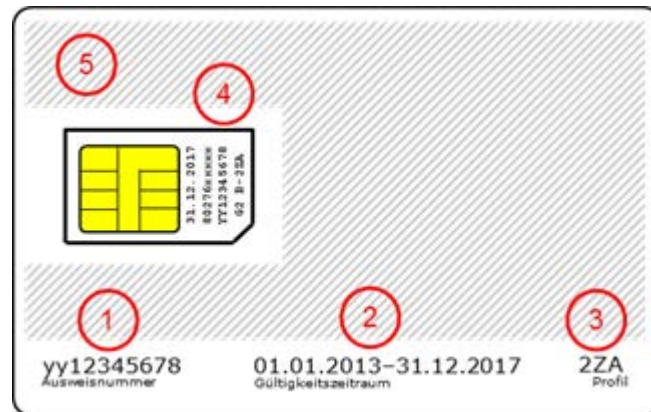 5
4
31.12.2017
80276xxxxx
YY12345678
G2 B-2ZA
1
2
3
yy12345678
01.01.2013–31.12.2017
2ZA
Ausweisnummer
Gültigkeitszeitraum
Profil